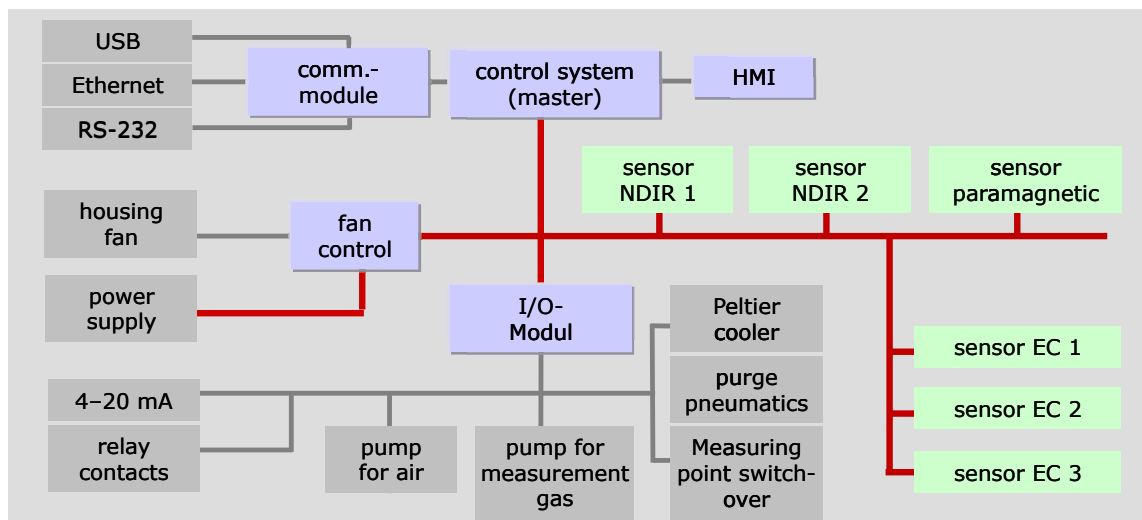 USB
Ethernet
RS-232
comm.-
module
control system
(master)
HMI
sensor
NDIR 1
sensor
NDIR 2
sensor
paramagnetic
housing
fan
fan
control
power
supply
I/O-
Modul
Peltier
cooler
sensor EC 1
4–20 mA
purge
pneumatics
sensor EC 2
relay
contacts
pump
for air
pump for
measurement
gas
Measuring
point switch-
over
sensor EC 3